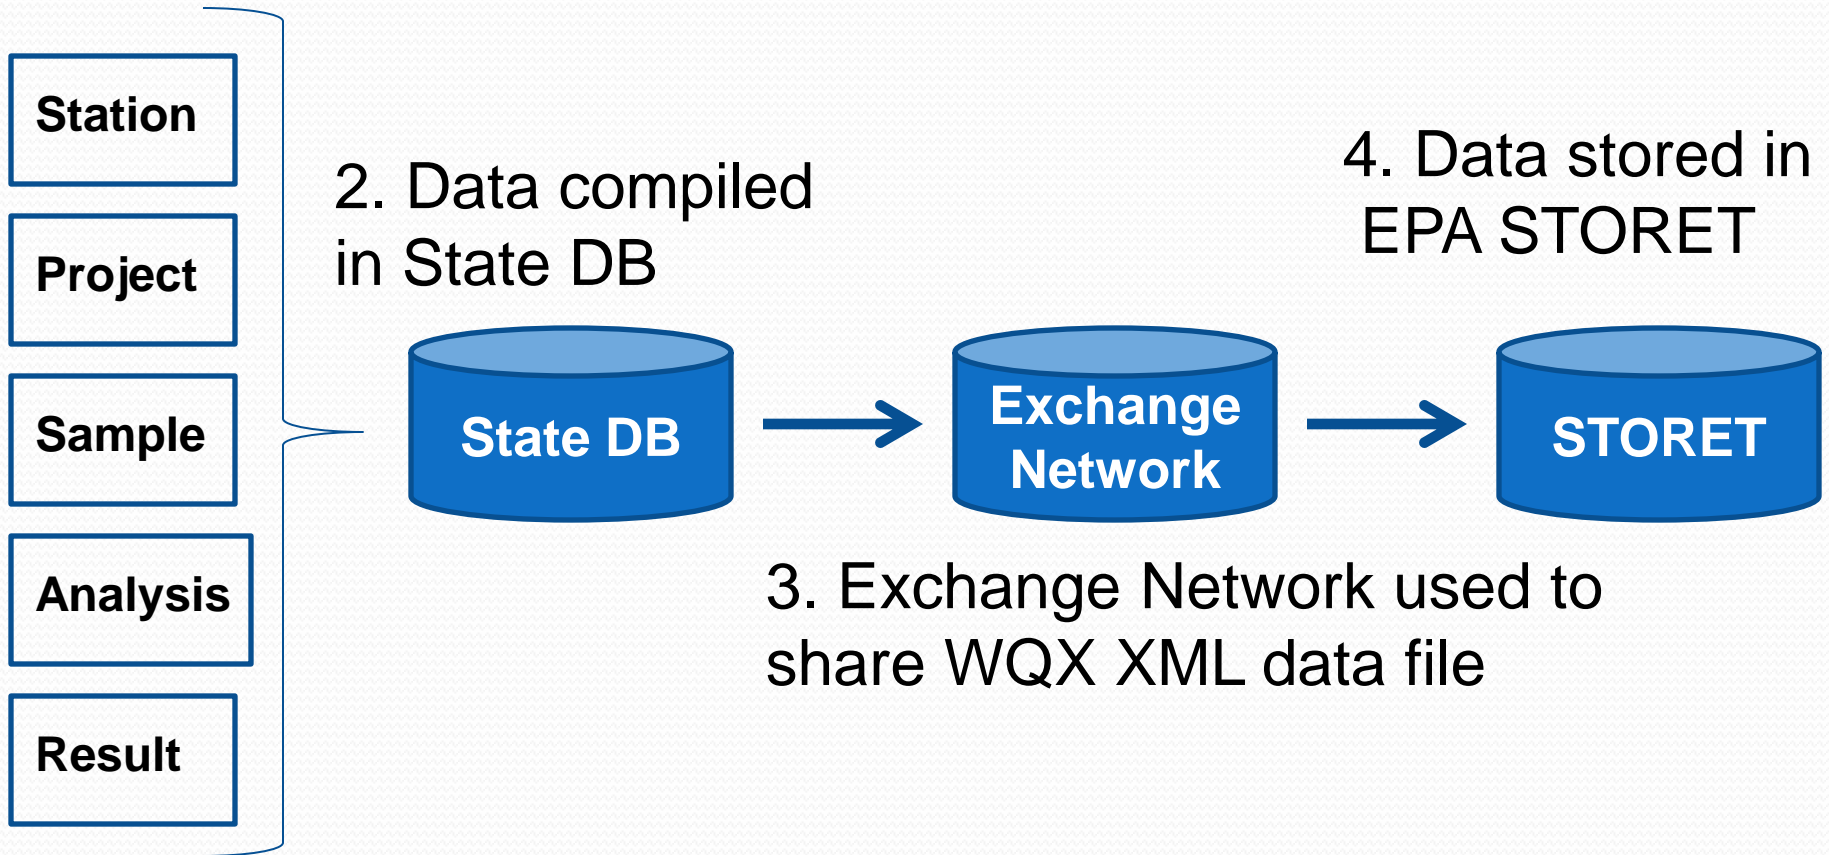 Station
Project
Sample
Analysis
Result
2. Data compiled
in State DB
State DB
Exchange
Network
3. Exchange Network used to
share WQX XML data file
4. Data stored in
EPA STORET
STORET